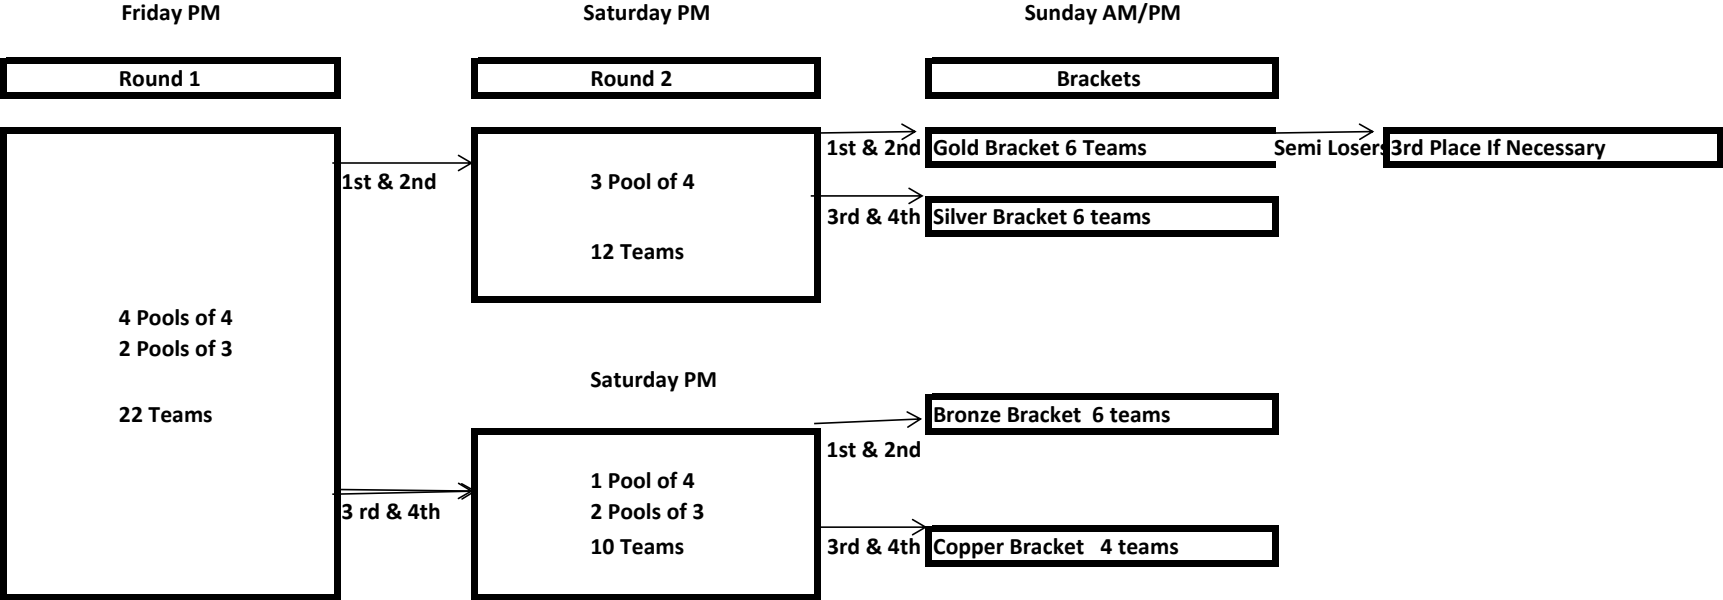 Friday PM
Saturday PM
Sunday AM/PM
Round 1
Round 2
Brackets
1st & 2nd
Gold Bracket 6 Teams
Semi Losers
3rd Place If Necessary
1st & 2nd
3 Pool of 4
3rd & 4th
Silver Bracket 6 teams
12 Teams
4 Pools of 4
2 Pools of 3
Saturday PM
22 Teams
Bronze Bracket  6 teams
1st & 2nd
1 Pool of 4
3 rd & 4th
2 Pools of 3
10 Teams
3rd & 4th
Copper Bracket   4 teams